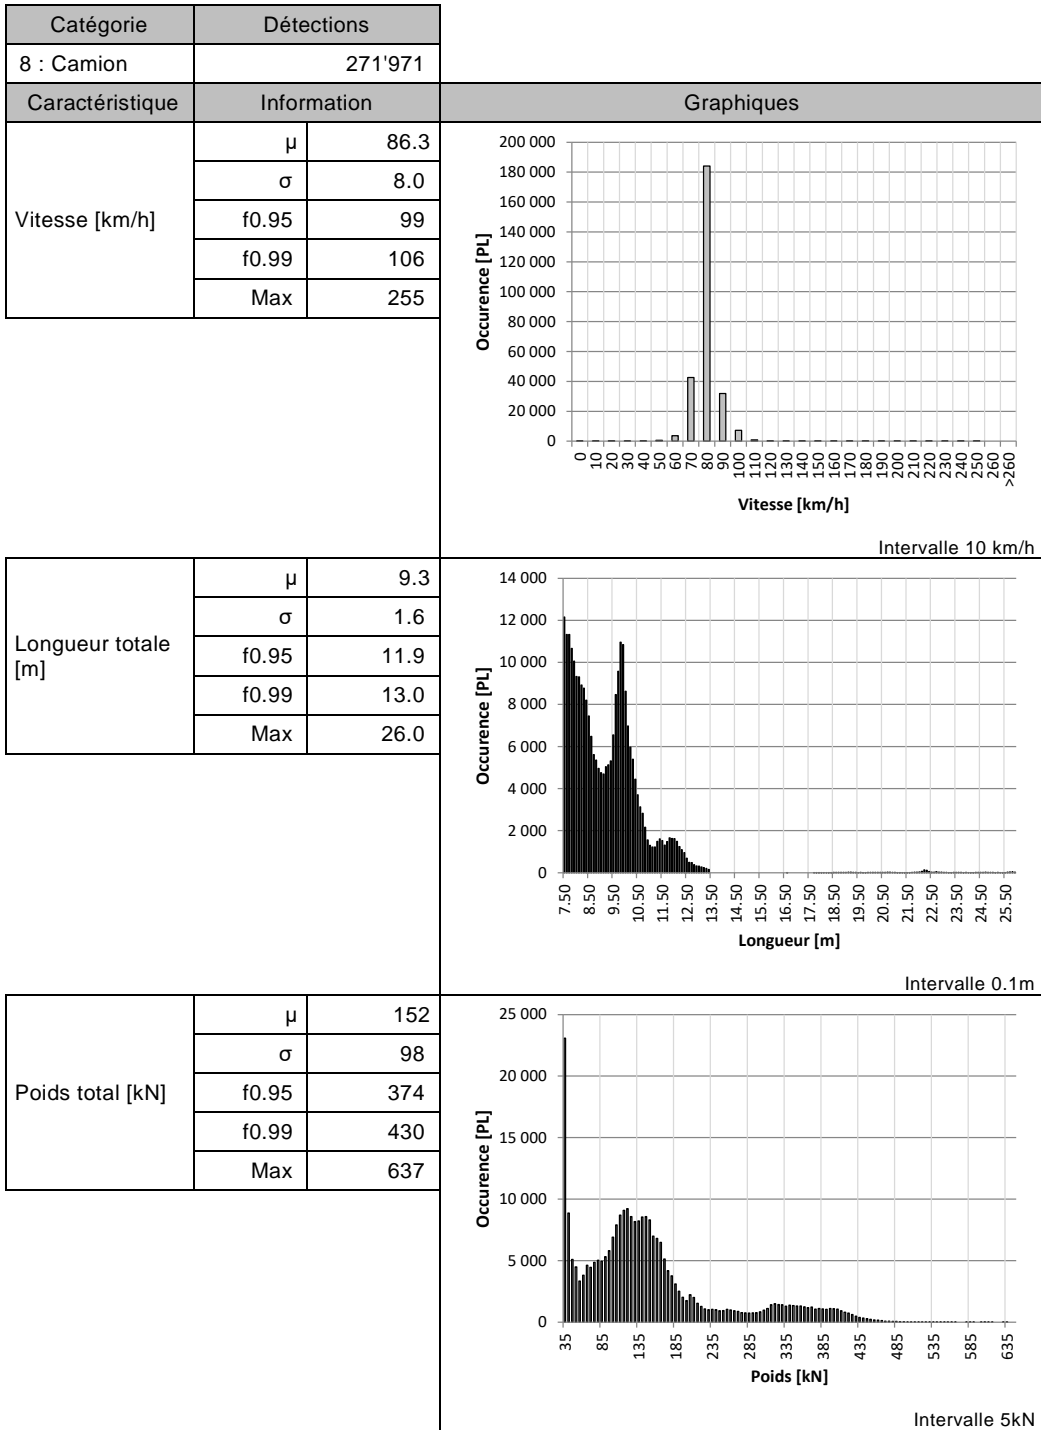 Catégorie Détections
8 : Camion 271'971
Caractéristique Information Graphiques
Vitesse [km/h]
µ 86.3
σ 8.0
f0.95 99
f0.99 106
Max 255
200 000
180 000
160 000
140 000
120 000
100 000
80 000
60 000
40 000
20 000
0
Occurence [PL]
0 10 20 30 40 50 60 70 80 90 100 110 120 130 140 150 160 170 180 190 200 210 220 230 240 250 260 >260
Vitesse [km/h]
Intervalle 10 km/h
Longueur totale
[m]
µ 9.3
σ 1.6
f0.95 11.9
f0.99 13.0
Max 26.0
14 000
12 000
10 000
8 000
6 000
4 000
2 000
0
Occurence [PL]
7.50 8.50 9.50 10.50 11.50 12.50 13.50 14.50 15.50 16.50 17.50 18.50 19.50 20.50 21.50 22.50 23.50 24.50 25.50
Longueur [m]
Intervalle 0.1m
Poids total [kN]
µ 152
σ 98
f0.95 374
f0.99 430
Max 637
25 000
20 000
15 000
10 000
5 000
0
Occurence [PL]
35 85 135 185 235 285 335 385 435 485 535 585 635
Poids [kN]
Intervalle 5kN